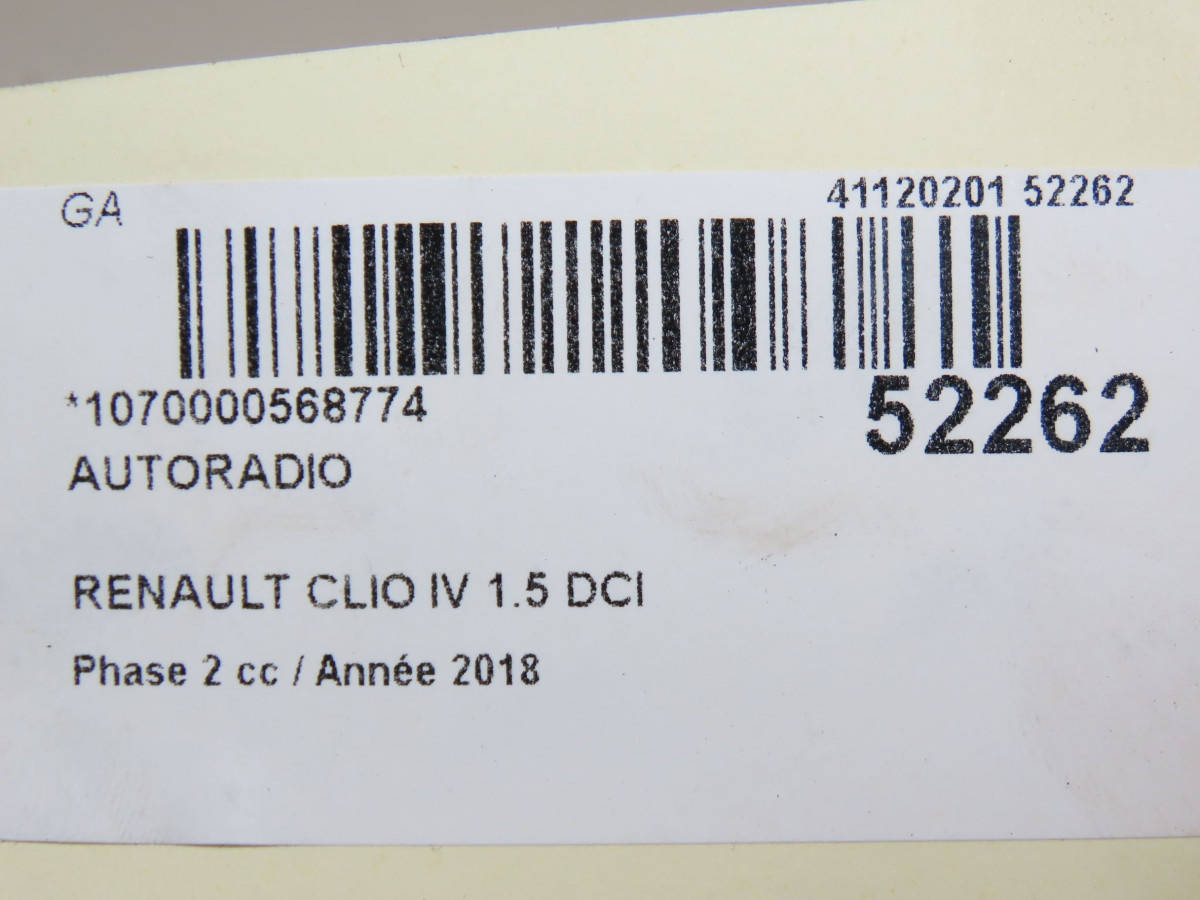 GA
41120201 52262
*1070000568774
52262
AUTORADIO
RENAULT CLIO IV 1.5 DCI
Phase 2 cc / Année 2018